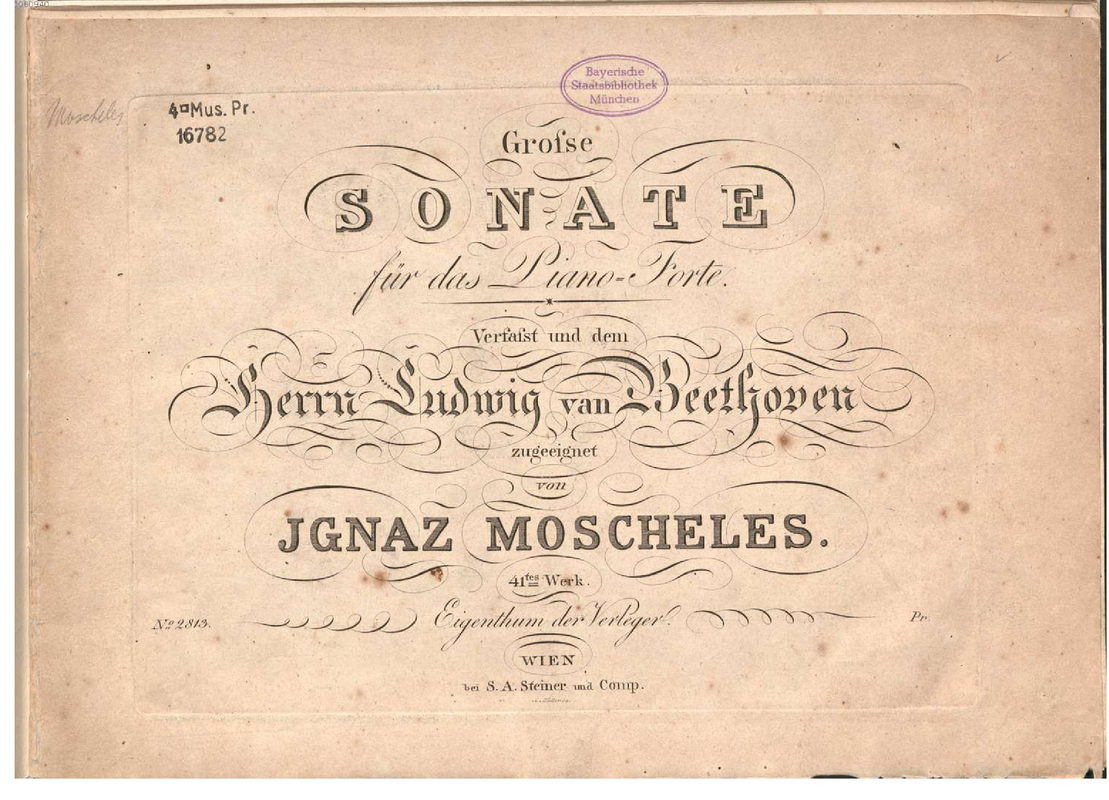 Moscheles
4° Mus. Pr.
16782
Bayerische
Staatsbibliothek
München
Groſse
SONATE
für das Piano-Forte.
Verfaſst und dem
Herrn Ludwig van Beethoven
zugeeignet
von
JGNAZ MOSCHELES.
41tes Werk.
No 2813.
Eigenthum der Verleger.
Pr.
WIEN
bei S. A. Steiner und Comp.